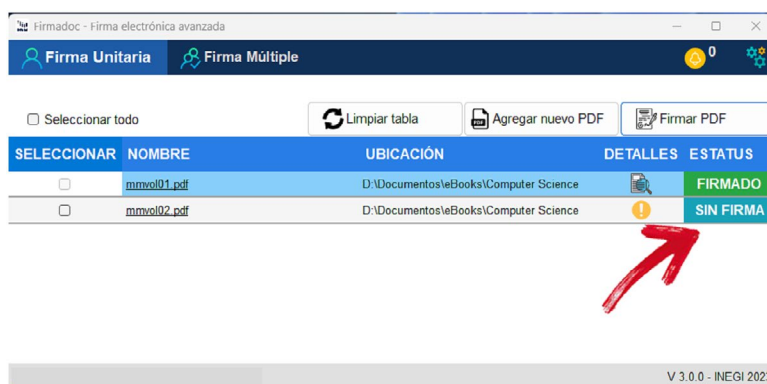 Firmadoc - Firma electrónica avanzada
Firma Unitaria Firma Múltiple 0
Seleccionar todo Limpiar tabla Agregar nuevo PDF Firmar PDF
SELECCIONAR NOMBRE UBICACIÓN DETALLES ESTATUS
mmvol01.pdf D:\Documentos\eBooks\Computer Science FIRMADO
mmvol02.pdf D:\Documentos\eBooks\Computer Science SIN FIRMA
V 3.0.0 - INEGI